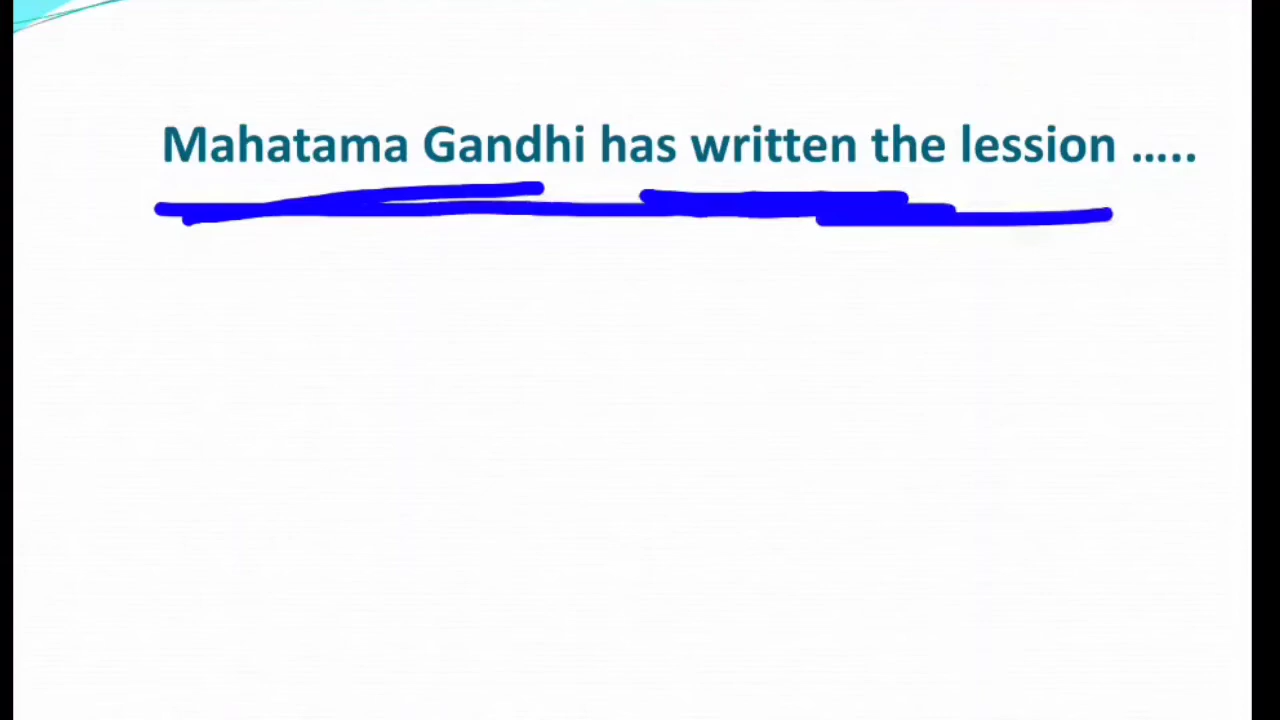 Mahatama Gandhi has written the lession .....